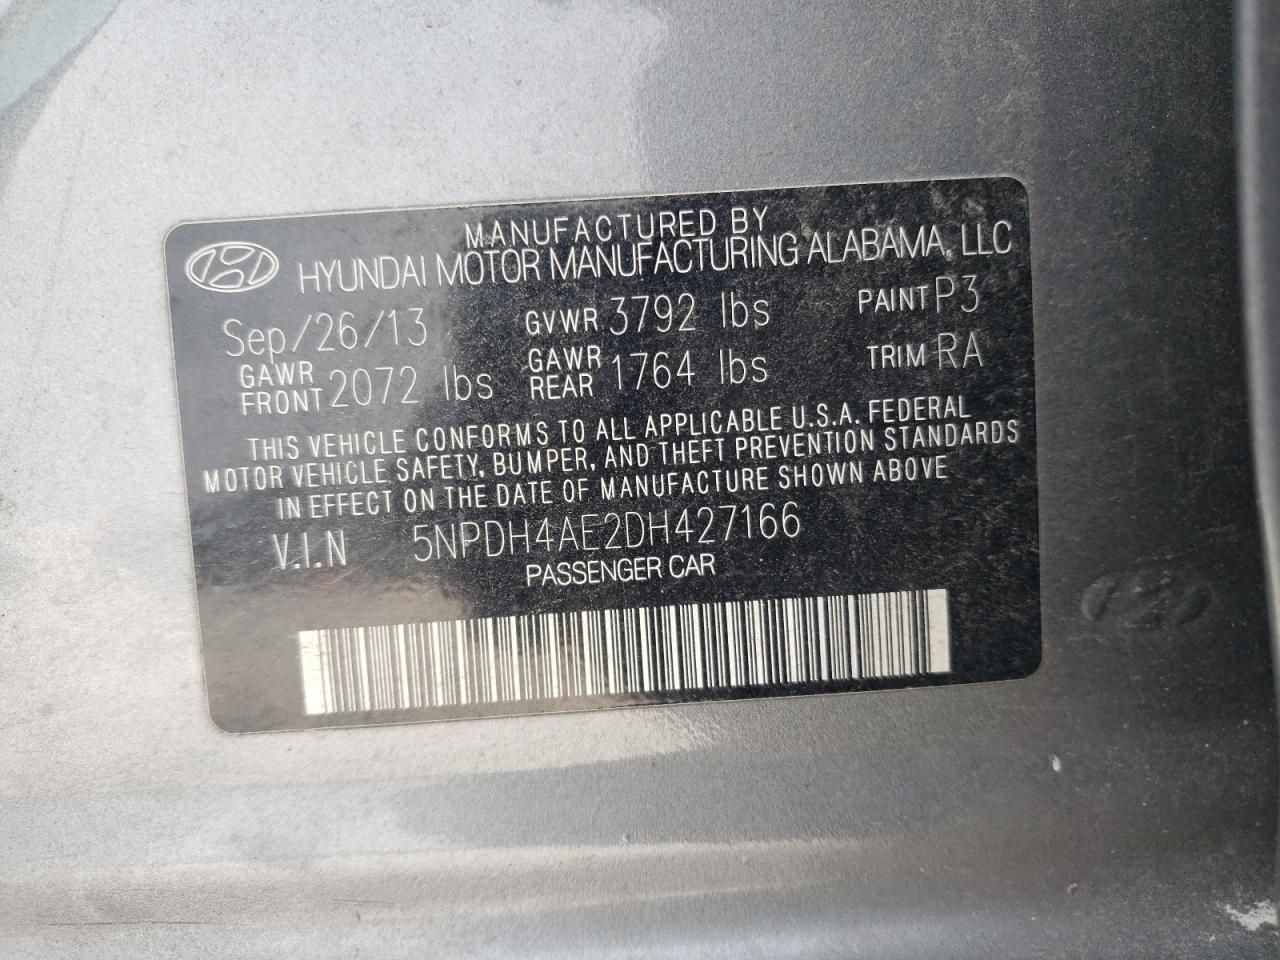 MANUFACTURED BY
HYUNDAI MOTOR MANUFACTURING ALABAMA, LLC
Sep/26/13 GVWR 3792 lbs PAINT P3
GAWR FRONT 2072 lbs GAWR REAR 1764 lbs TRIM RA
THIS VEHICLE CONFORMS TO ALL APPLICABLE U.S.A. FEDERAL
MOTOR VEHICLE SAFETY, BUMPER, AND THEFT PREVENTION STANDARDS
IN EFFECT ON THE DATE OF MANUFACTURE SHOWN ABOVE
V.I.N 5NPDH4AE2DH427166
PASSENGER CAR